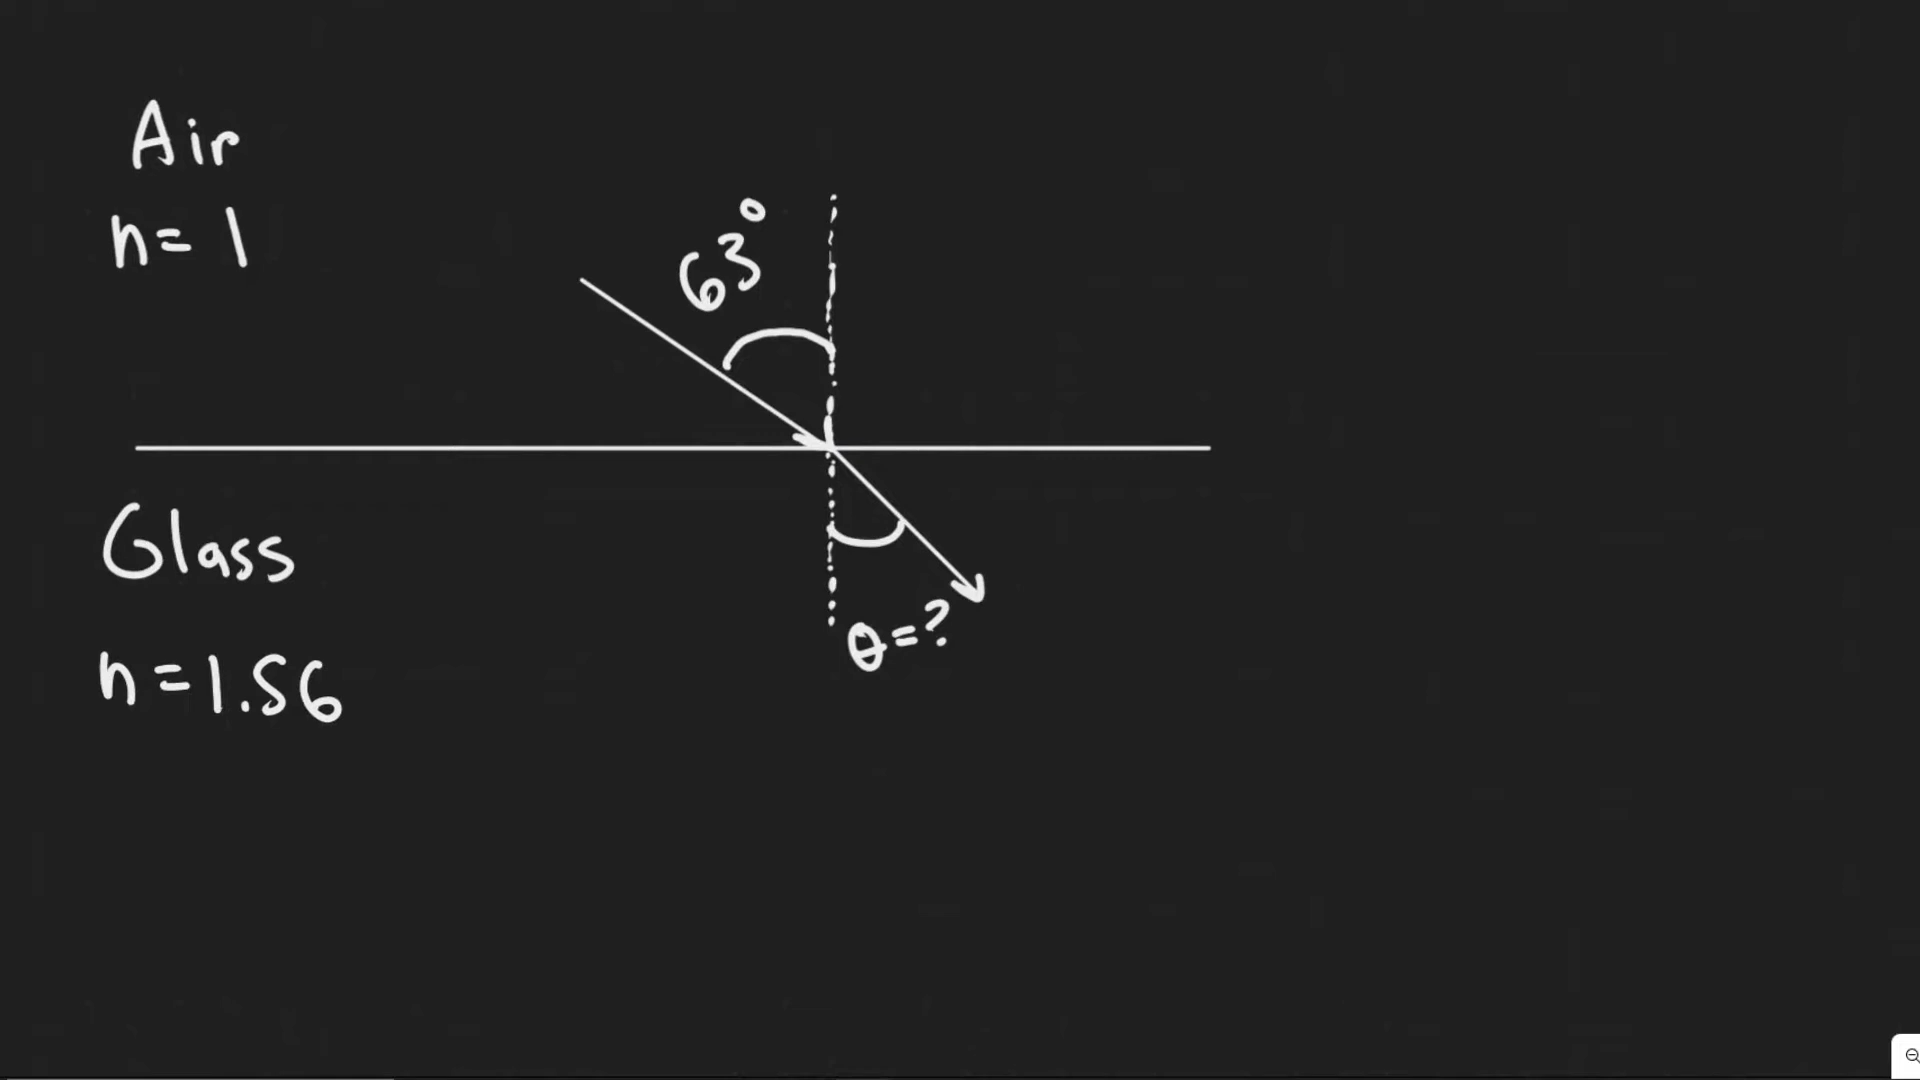 Air
n= 1
63°
Glass
θ=?
n=1.56